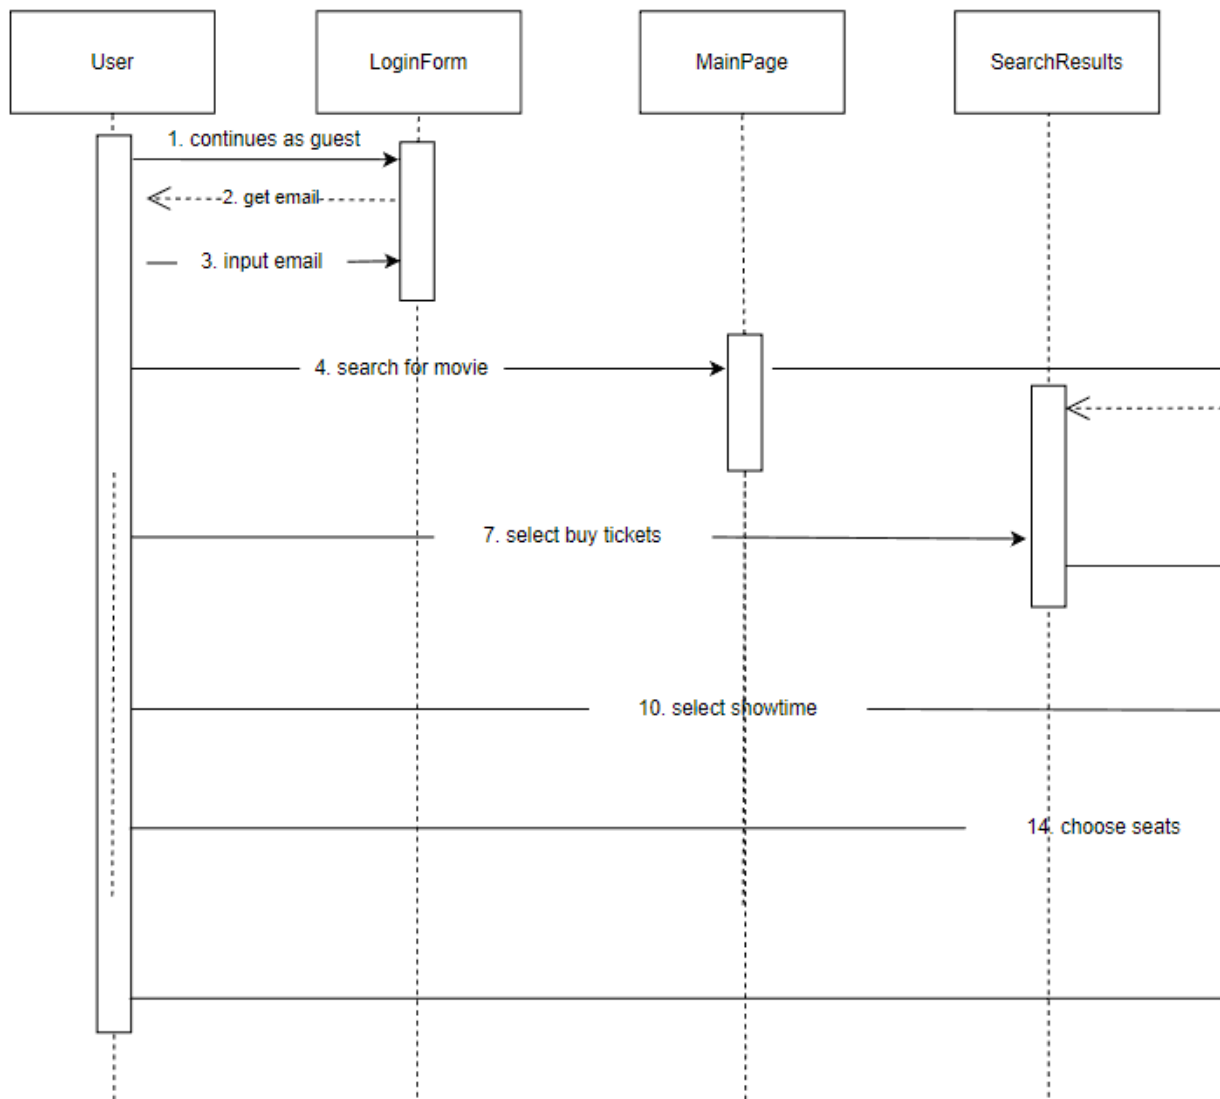 User
LoginForm
MainPage
SearchResults
1. continues as guest
2. get email
3. input email
4. search for movie
7. select buy tickets
10. select showtime
14. choose seats